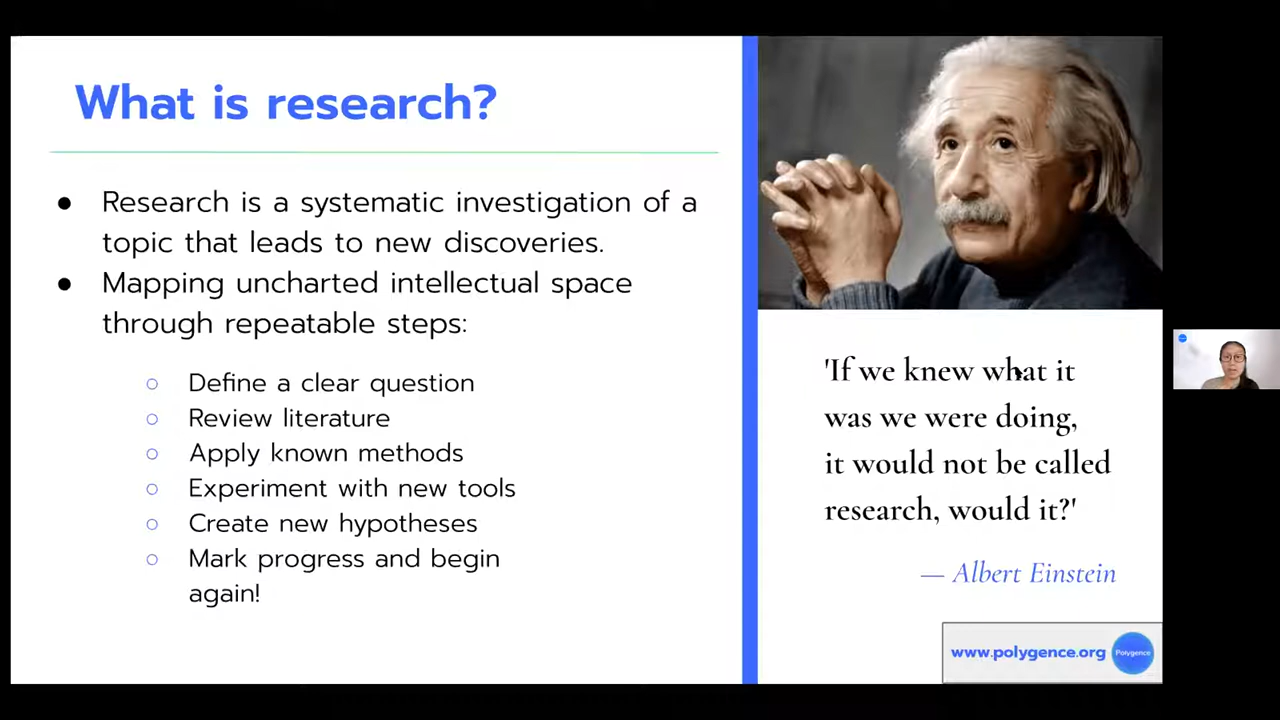 What is research?
● Research is a systematic investigation of a
topic that leads to new discoveries.
● Mapping uncharted intellectual space
through repeatable steps:
○ Define a clear question
○ Review literature
○ Apply known methods
○ Experiment with new tools
○ Create new hypotheses
○ Mark progress and begin
again!
'If we knew what it
was we were doing,
it would not be called
research, would it?'
— Albert Einstein
www.polygence.org
Polygence